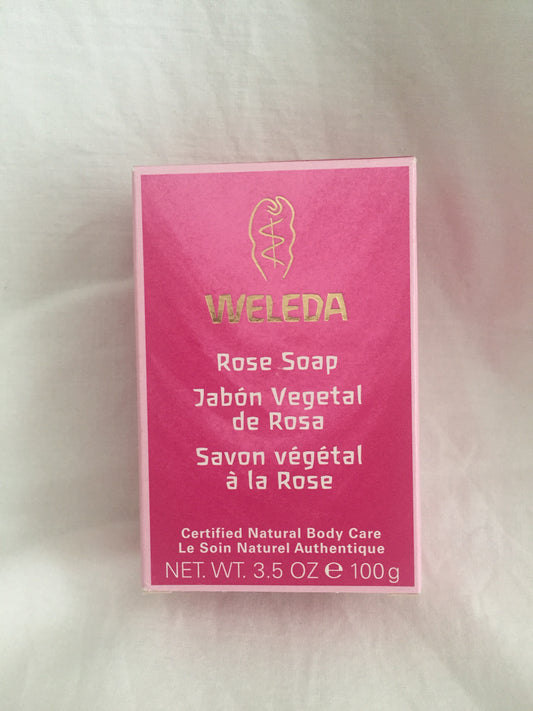 WELEDA
Rose Soap
Jabón Vegetal
de Rosa
Savon végétal
à la Rose
Certified Natural Body Care
Le Soin Naturel Authentique
NET. WT. 3.5 OZ ℮ 100g